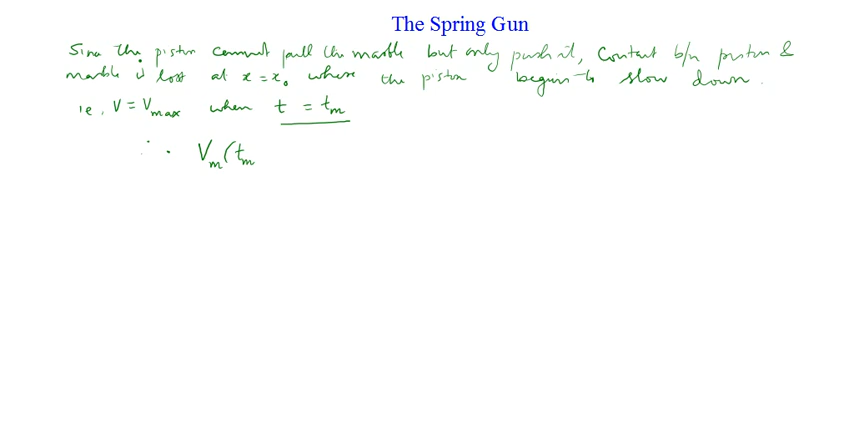 The Spring Gun
Since the piston cannot pull the marble but only push it, Contact b/n piston &
marble is lost at x = x₀ where the piston begins to slow down.
i.e, V = Vmax when t = tm
∴ Vm(tm